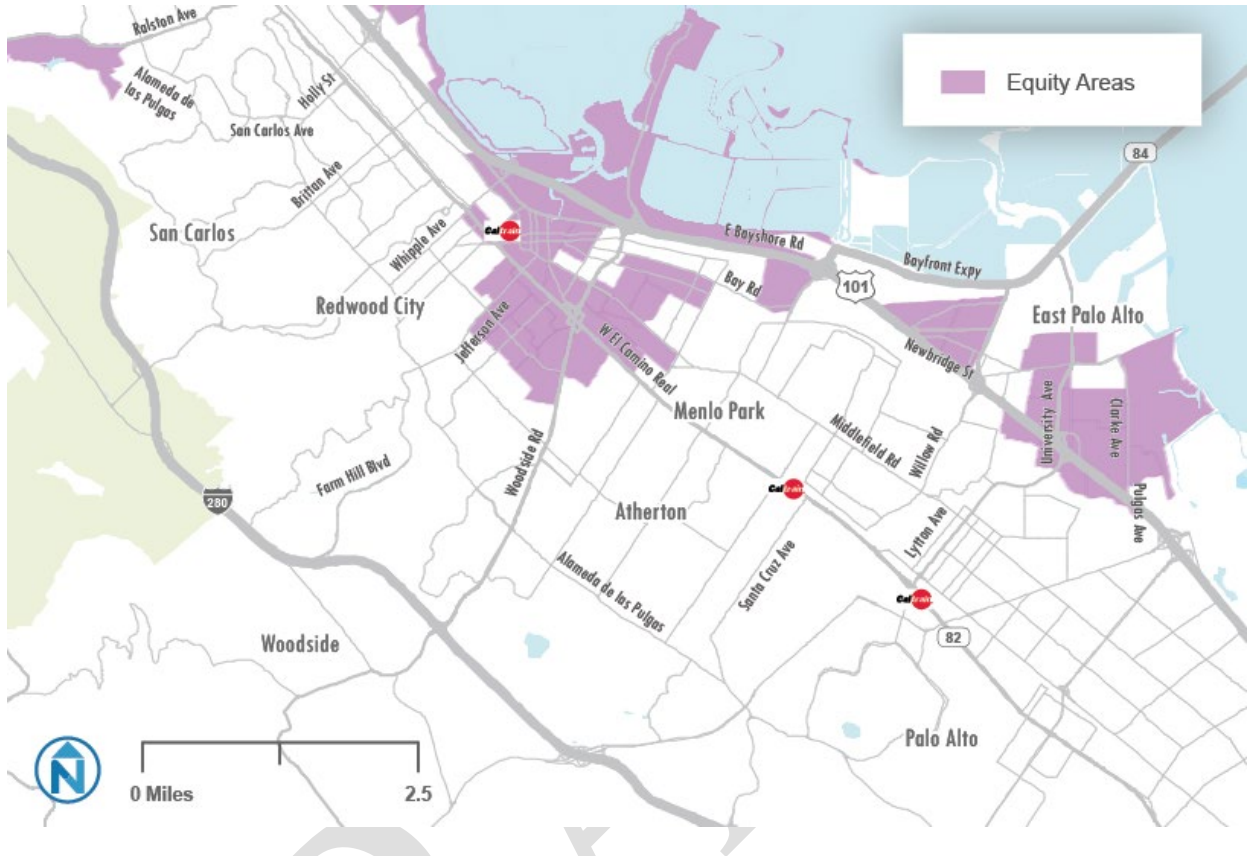 Ralston Ave
Equity Areas
Alameda de
las Pulgas
Holly St
San Carlos Ave
84
Brittan Ave
San Carlos
Whipple Ave
Caltrain
E Bayshore Rd
Bayfront Expy
Bay Rd
101
Redwood City
East Palo Alto
Jefferson Ave
W El Camino Real
Newbridge St
Menlo Park
University Ave
Clarke Ave
Middlefield Rd
Willow Rd
Woodside Rd
Farm Hill Blvd
280
Caltrain
Pulgas Ave
Atherton
Lytton Ave
Alameda de las Pulgas
Santa Cruz Ave
Caltrain
82
Woodside
Palo Alto
N
0 Miles
2.5